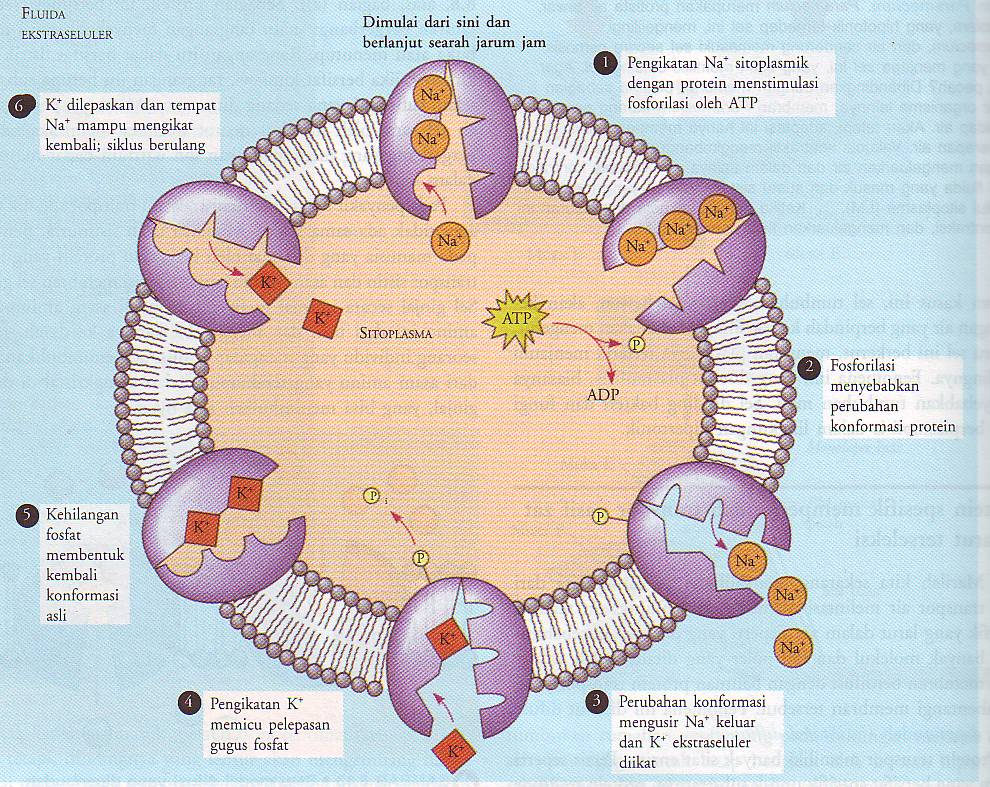 FLUIDA
EKSTRASELULER
Dimulai dari sini dan
berlanjut searah jarum jam
1 Pengikatan Na⁺ sitoplasmik
dengan protein menstimulasi
fosforilasi oleh ATP
Na⁺
Na⁺
Na⁺
Na⁺
Na⁺
Na⁺
ATP
P
ADP
2 Fosforilasi
menyebabkan
perubahan
konformasi protein
P
Na⁺
Na⁺
Na⁺
3 Perubahan konformasi
mengusir Na⁺ keluar
dan K⁺ ekstraseluler
diikat
P i
P
K⁺
K⁺
4 Pengikatan K⁺
memicu pelepasan
gugus fosfat
K⁺
K⁺
5 Kehilangan
fosfat
membentuk
kembali
konformasi
asli
K⁺
K⁺
SITOPLASMA
6 K⁺ dilepaskan dan tempat
Na⁺ mampu mengikat
kembali; siklus berulang